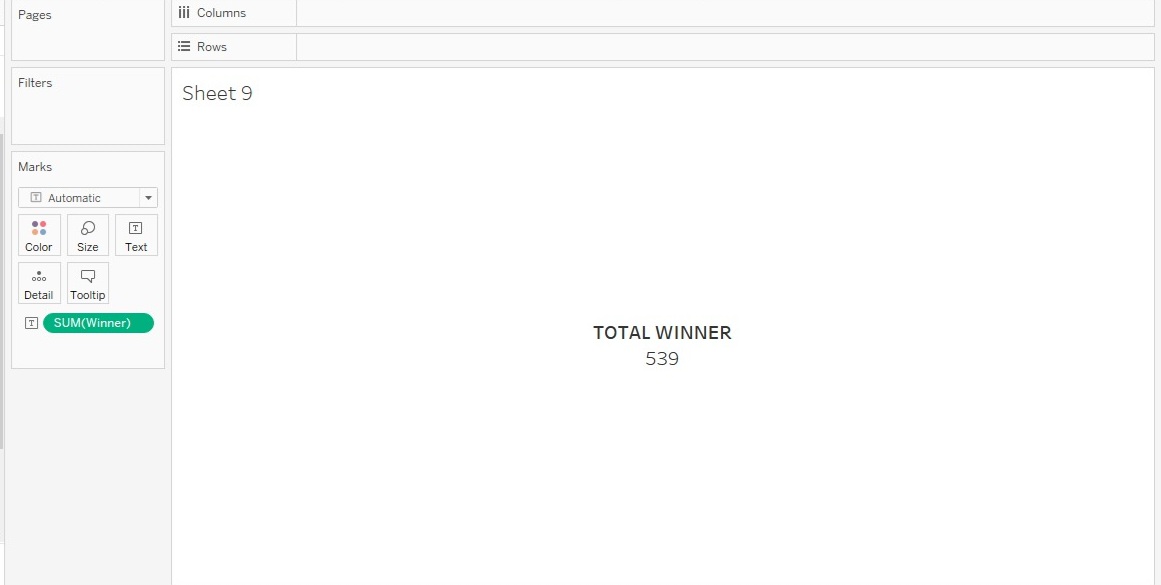 Pages
Columns
Rows
Filters
Sheet 9
Marks
T Automatic
T
Color Size Text
Detail Tooltip
T SUM(Winner)
TOTAL WINNER
539